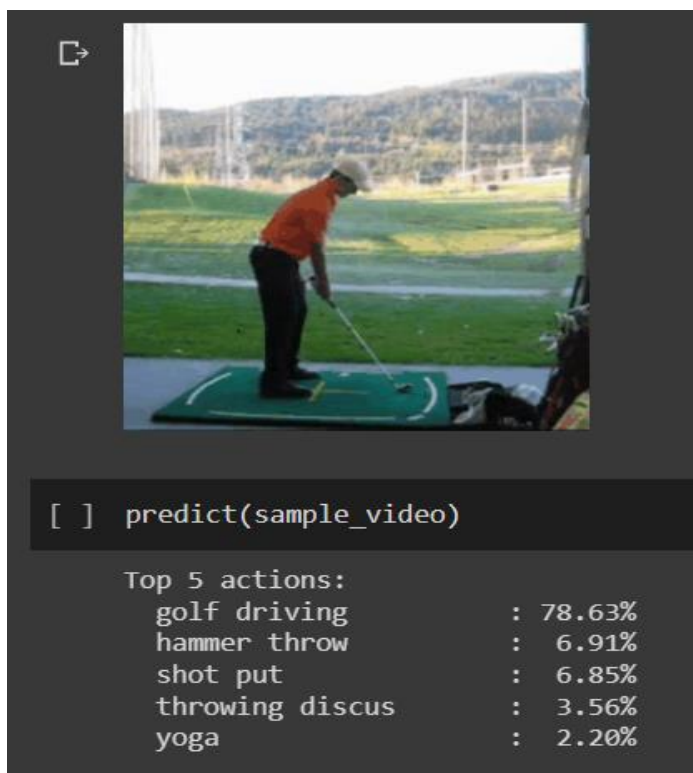 [ ] predict(sample_video)
Top 5 actions:
golf driving : 78.63%
hammer throw : 6.91%
shot put : 6.85%
throwing discus : 3.56%
yoga : 2.20%